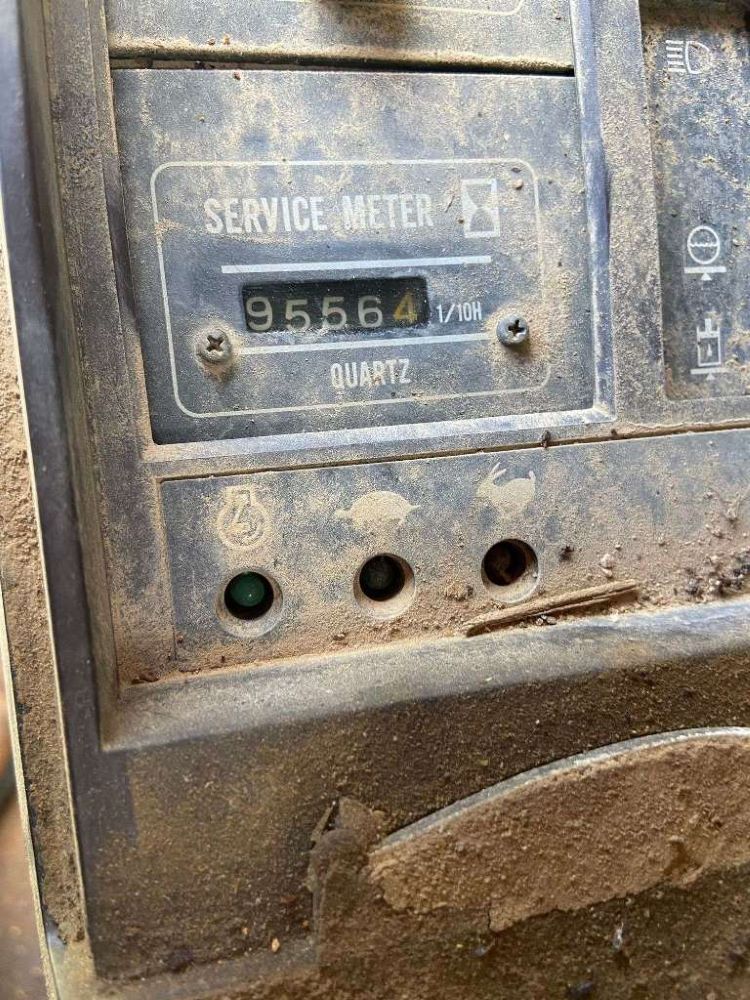 SERVICE METER
95564 1/10H
QUARTZ